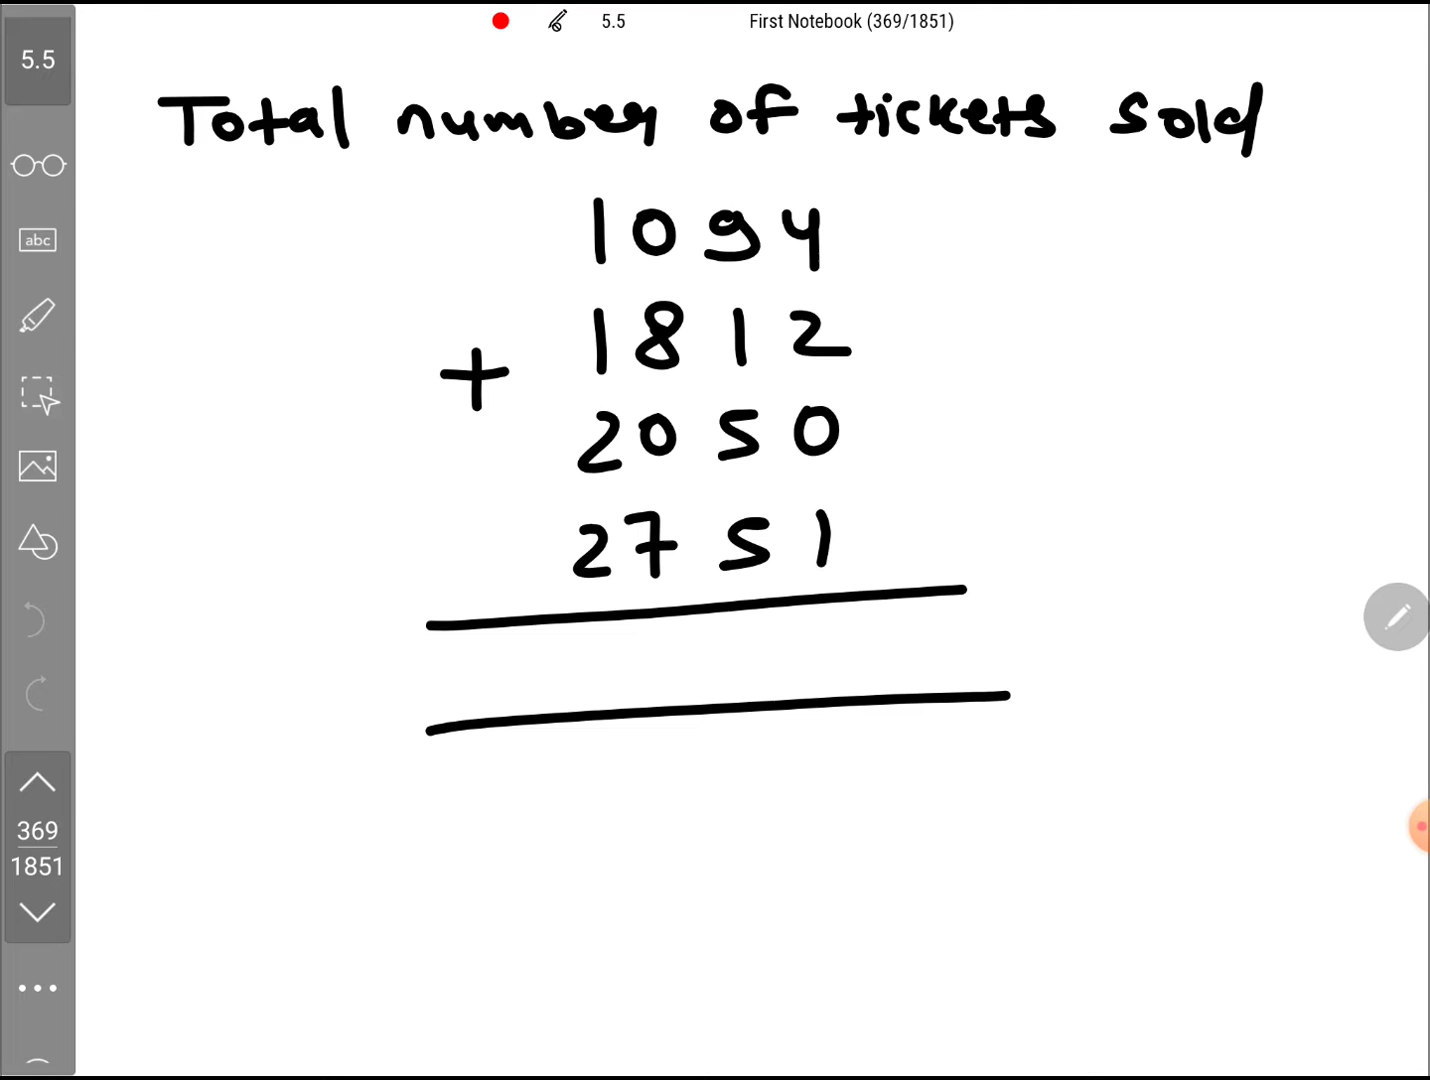 5.5 First Notebook (369/1851)
5.5
abc
Total number of tickets sold
1094
1812
+
2050
2751
369
1851